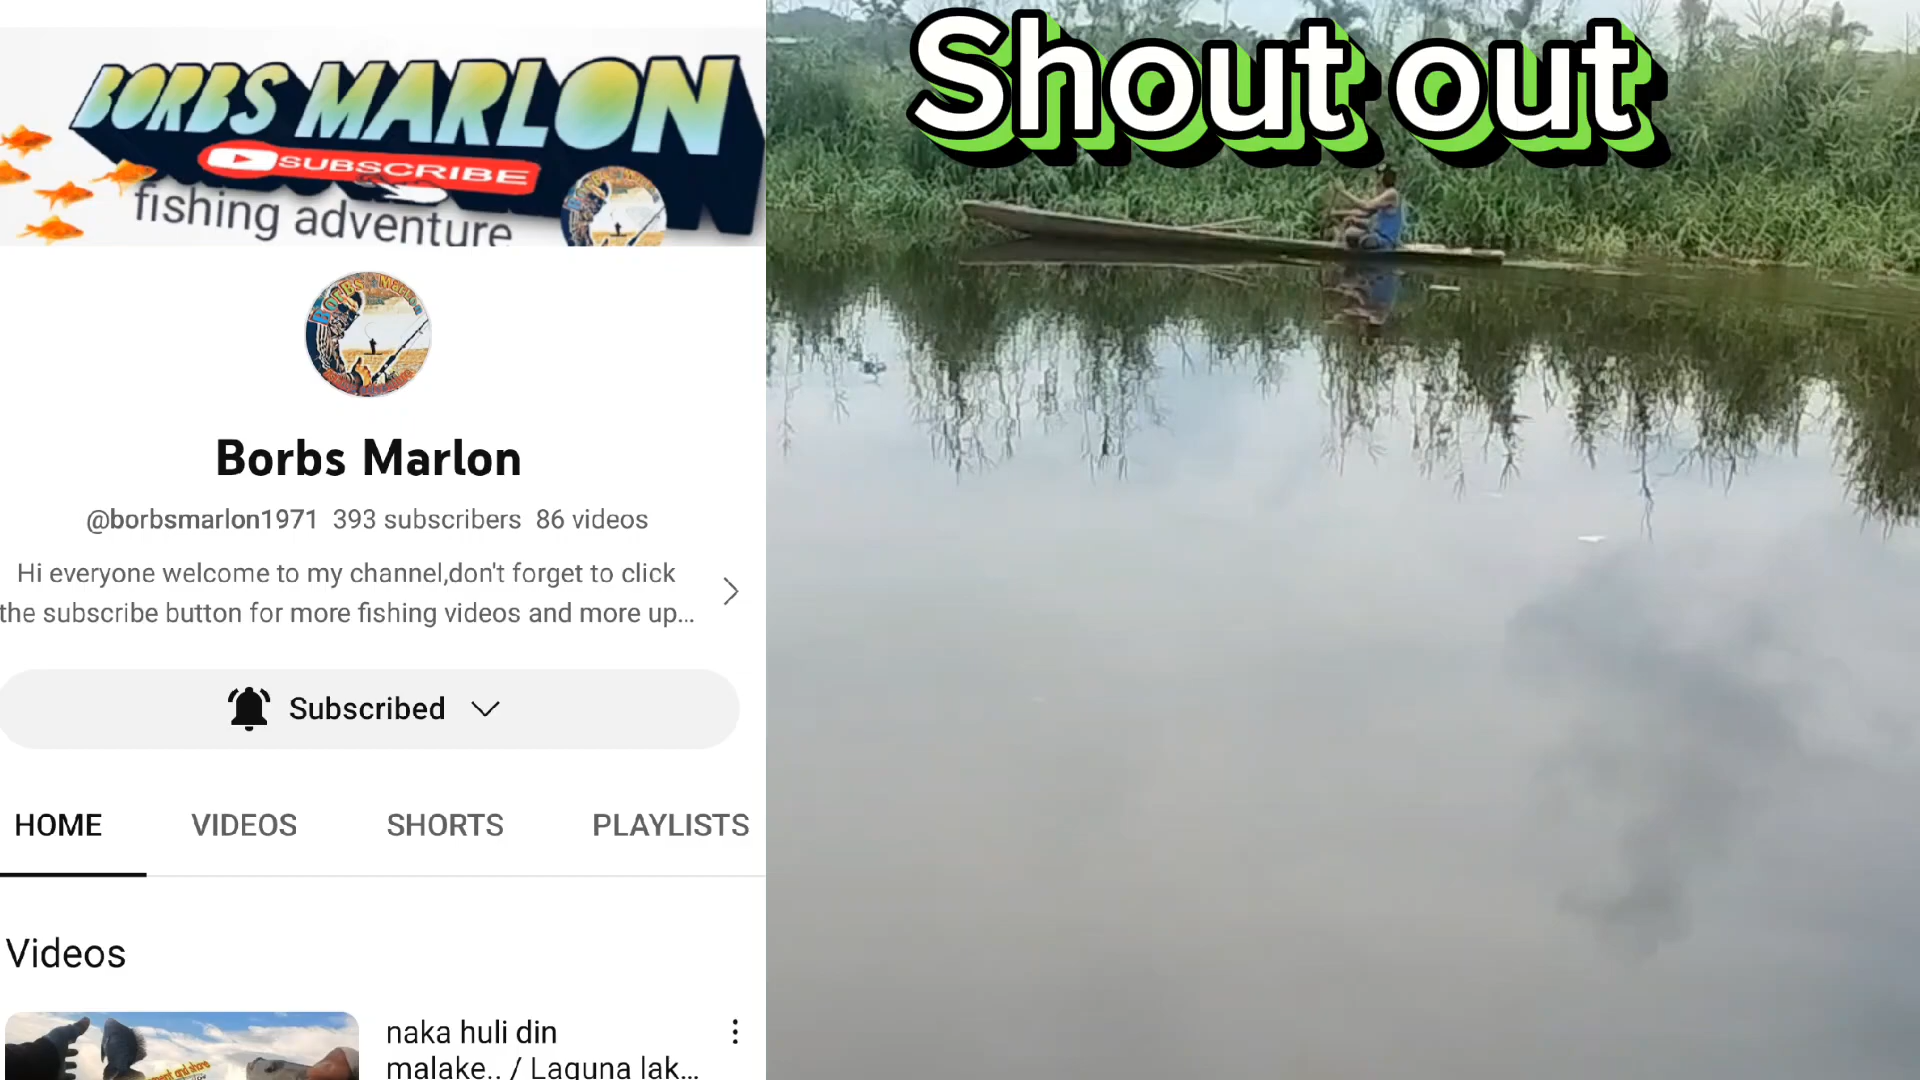 BORBS MARLON
SUBSCRIBE
fishing adventure
Borbs Marlon
Borbs Marlon
@borbsmarlon1971 393 subscribers 86 videos
Hi everyone welcome to my channel,don't forget to click
the subscribe button for more fishing videos and more up...
Subscribed
HOME VIDEOS SHORTS PLAYLISTS
Videos
naka huli din
malake.. / Laguna lak...
Shout out